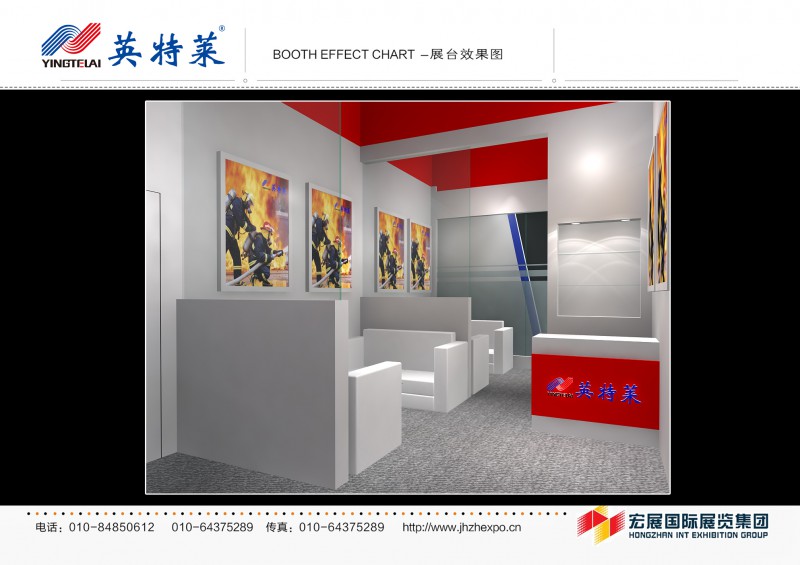 YINGTELAI 英特莱®
BOOTH EFFECT CHART –展台效果图
YINGTELAI 英特莱
电话：010-84850612 010-64375289 传真：010-64375289 http://www.jhzhexpo.cn
宏展国际展览集团
HONGZHAN INT EXHIBITION GROUP